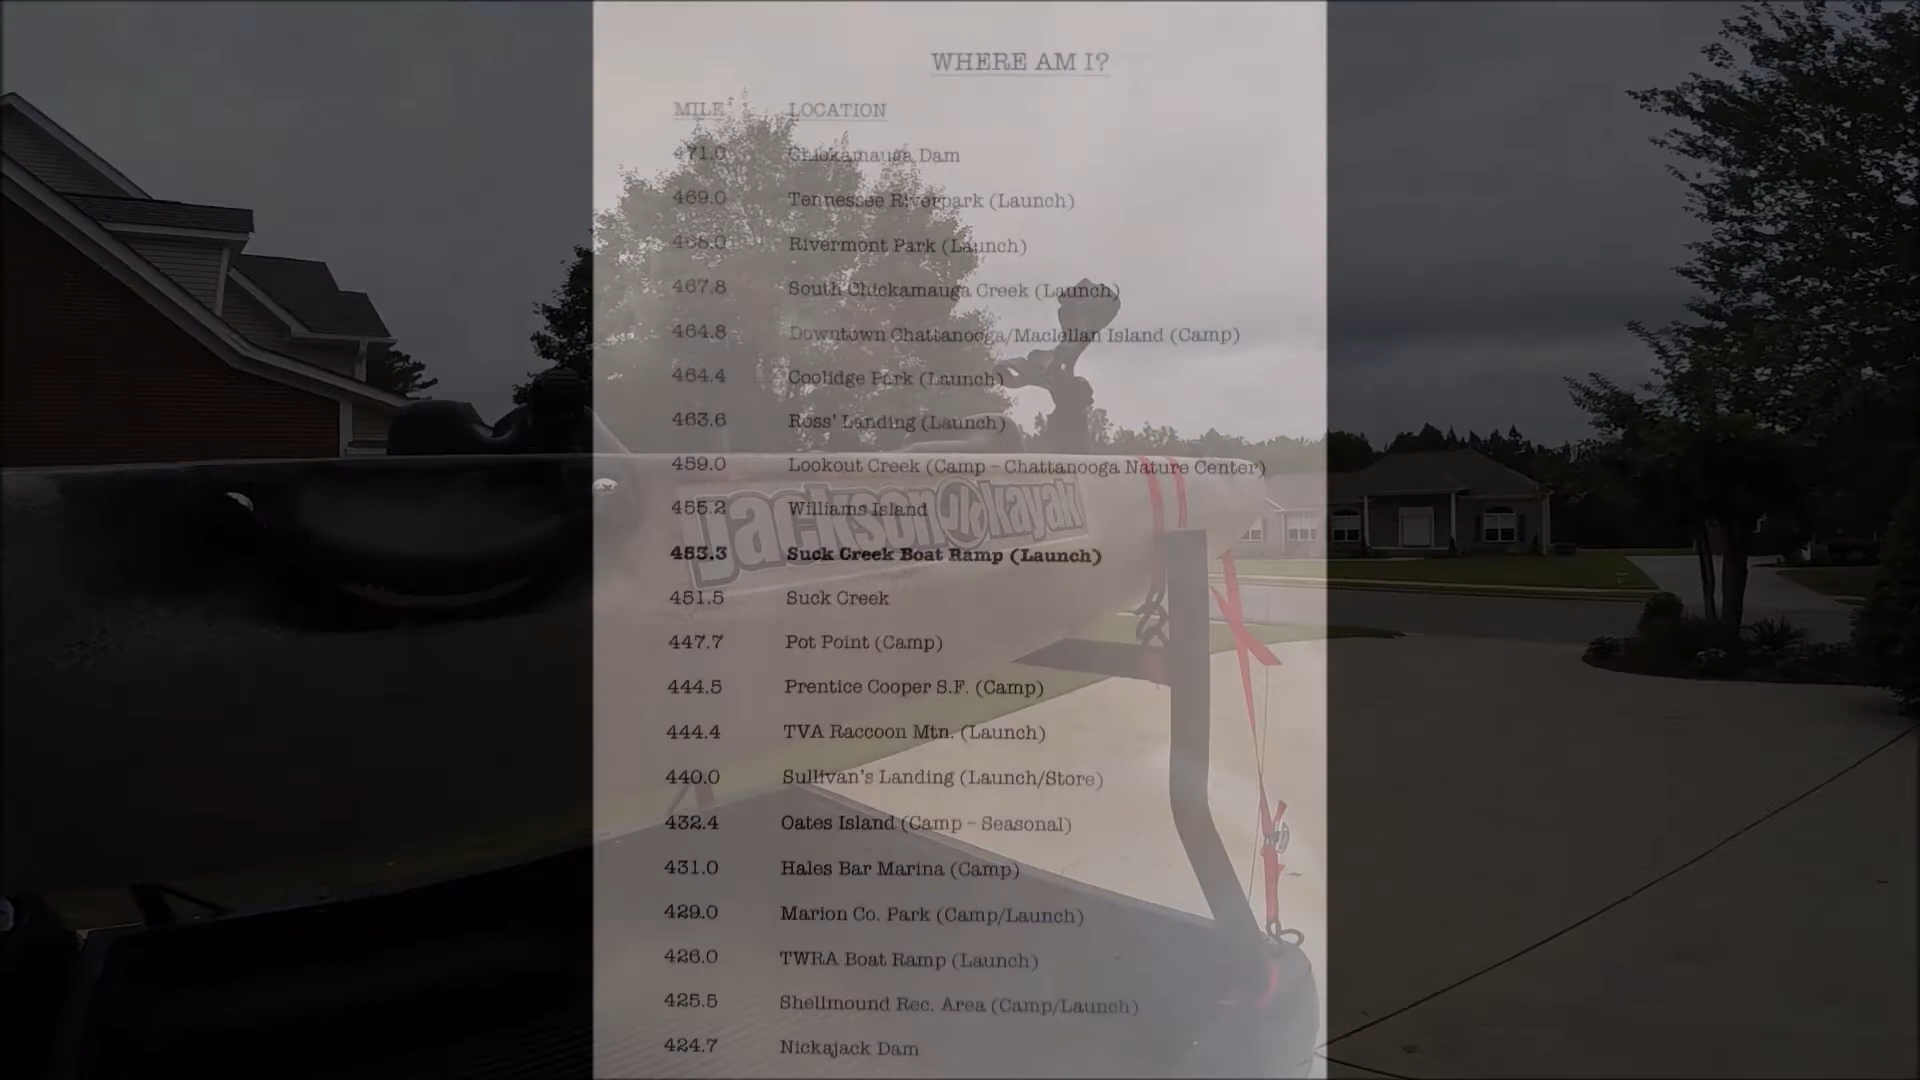 WHERE AM I?
MILE LOCATION
471.0 Chickamauga Dam
469.0 Tennessee Riverpark (Launch)
468.0 Rivermont Park (Launch)
467.8 South Chickamauga Creek (Launch)
464.8 Downtown Chattanooga/Maclellan Island (Camp)
464.4 Coolidge Park (Launch)
463.6 Ross' Landing (Launch)
459.0 Lookout Creek (Camp – Chattanooga Nature Center)
455.2 Williams Island
Jackson kayak
453.3 Suck Creek Boat Ramp (Launch)
451.5 Suck Creek
447.7 Pot Point (Camp)
444.5 Prentice Cooper S.F. (Camp)
444.4 TVA Raccoon Mtn. (Launch)
440.0 Sullivan's Landing (Launch/Store)
432.4 Oates Island (Camp – Seasonal)
431.0 Hales Bar Marina (Camp)
429.0 Marion Co. Park (Camp/Launch)
426.0 TWRA Boat Ramp (Launch)
425.5 Shellmound Rec. Area (Camp/Launch)
424.7 Nickajack Dam